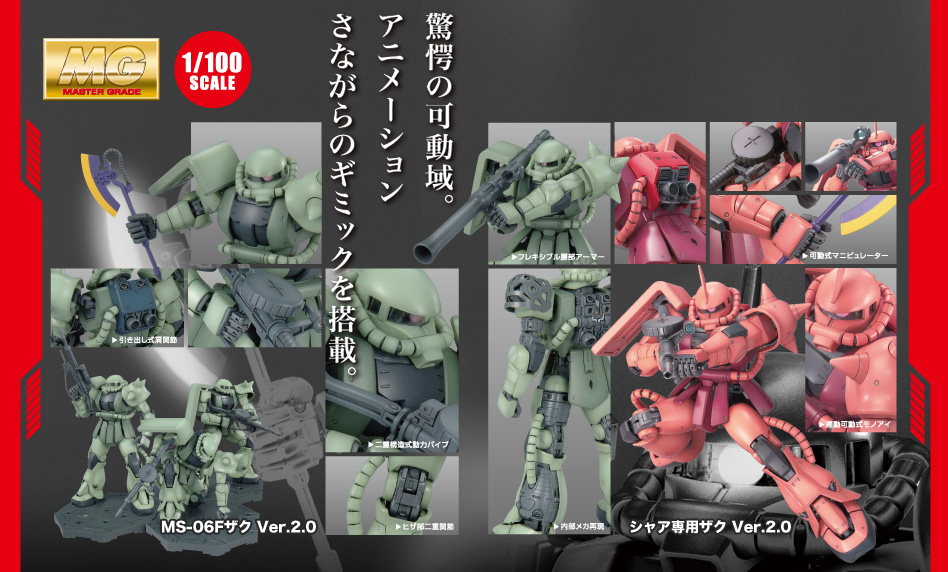 MG
MASTER GRADE
1/100
SCALE
驚愕の可動域。
アニメーション
さながらのギミックを搭載。
▶フレキシブル腰部アーマー
▶可動式マニピュレーター
▶引き出し式肩関節
▶二重構造式動力パイプ
▶連動可動式モノアイ
▶ヒザ部二重関節
▶内部メカ再現
MS-06Fザク Ver.2.0
シャア専用ザク Ver.2.0